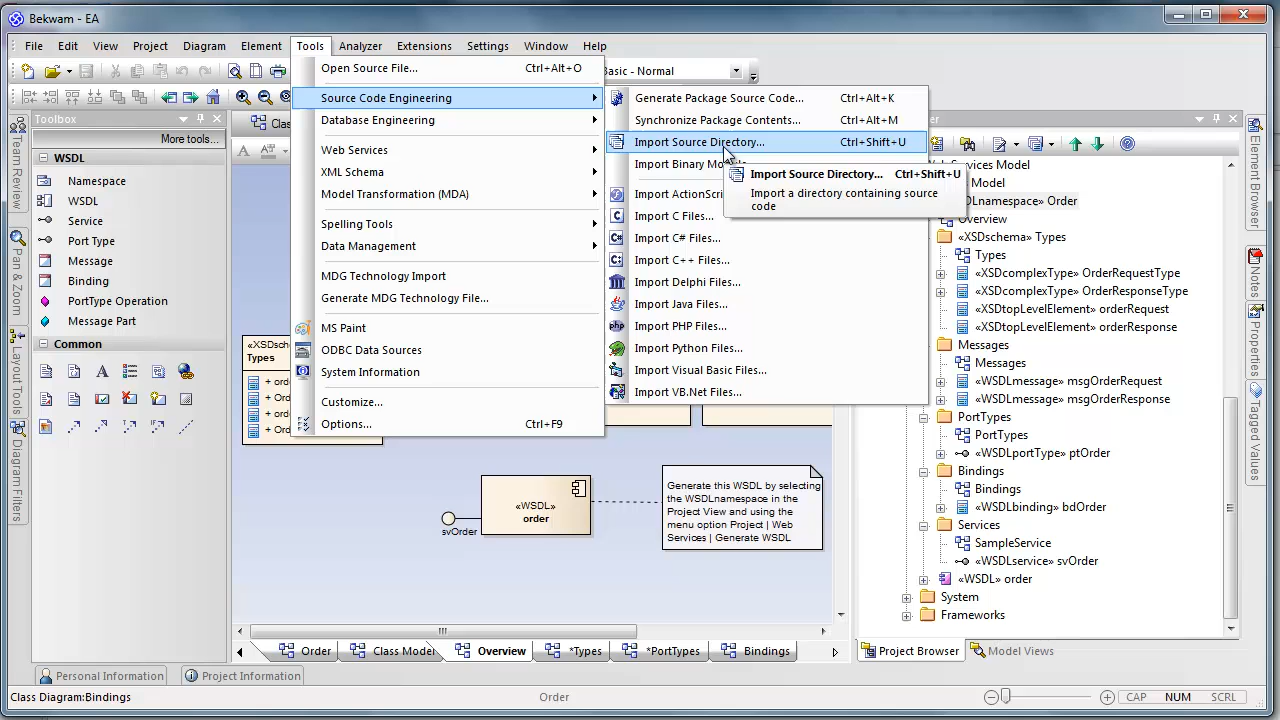 Bekwam - EA
File Edit View Project Diagram Element Tools Analyzer Extensions Settings Window Help
Basic - Normal
Toolbox
More tools...
WSDL
Namespace
WSDL
Service
Port Type
Message
Binding
PortType Operation
Message Part
Common
Team Review
Pan & Zoom
Layout Tools
Diagram Filters
Open Source File... Ctrl+Alt+O
Source Code Engineering
Database Engineering
Web Services
XML Schema
Model Transformation (MDA)
Spelling Tools
Data Management
MDG Technology Import
Generate MDG Technology File...
MS Paint
ODBC Data Sources
System Information
Customize...
Options... Ctrl+F9
Generate Package Source Code... Ctrl+Alt+K
Synchronize Package Contents... Ctrl+Alt+M
Import Source Directory... Ctrl+Shift+U
Import Binary
Import Source Directory... Ctrl+Shift+U
Import a directory containing source
code
Import C Files...
Import C# Files...
Import C++ Files...
Import Delphi Files...
Import Java Files...
Import PHP Files...
Import Python Files...
Import Visual Basic Files...
Import VB.Net Files...
Types
«WSDL»
order
svOrder
Generate this WSDL by selecting
the WSDLnamespace in the
Project View and using the
menu option Project | Web
Services | Generate WSDL
Services Model
Model
Order
Overview
«XSDschema» Types
Types
«XSDcomplexType» OrderRequestType
«XSDcomplexType» OrderResponseType
«XSDtopLevelElement» orderRequest
«XSDtopLevelElement» orderResponse
Messages
Messages
«WSDLmessage» msgOrderRequest
«WSDLmessage» msgOrderResponse
PortTypes
PortTypes
«WSDLportType» ptOrder
Bindings
Bindings
«WSDLbinding» bdOrder
Services
SampleService
«WSDLservice» svOrder
«WSDL» order
System
Frameworks
Element Browser
Notes
Properties
Tagged Values
Order Class Model Overview *Types *PortTypes Bindings
Project Browser Model Views
Personal Information Project Information
Class Diagram:Bindings Order CAP NUM SCRL